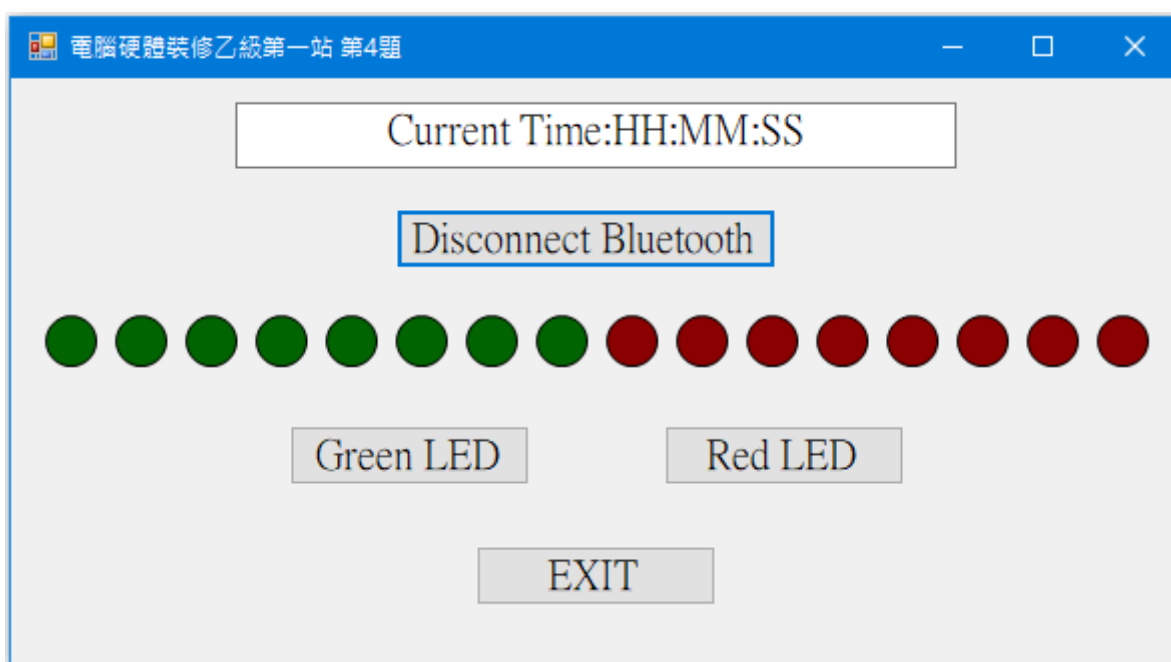 電腦硬體裝修乙級第一站 第4題
Current Time:HH:MM:SS
Disconnect Bluetooth
Green LED
Red LED
EXIT